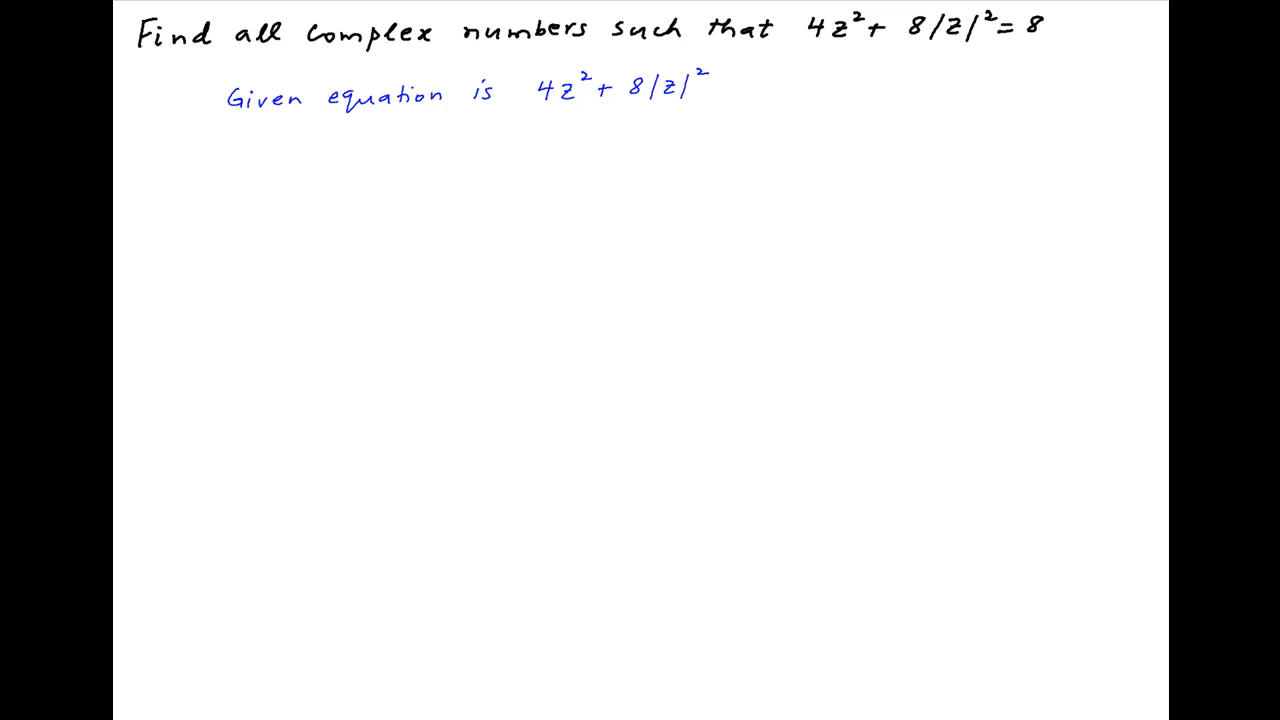 Find all complex numbers such that 4z² + 8|z|² = 8
Given equation is 4z² + 8|z|²